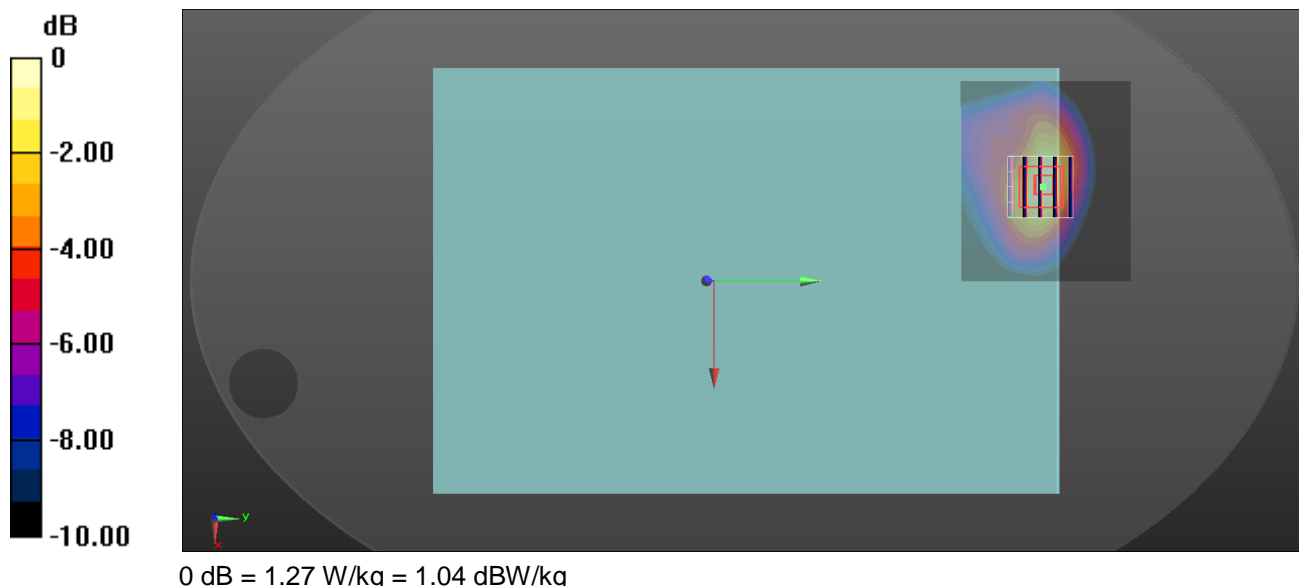 dB
0
-2.00
-4.00
-6.00
-8.00
-10.00
y
x
0 dB = 1.27 W/kg = 1.04 dBW/kg